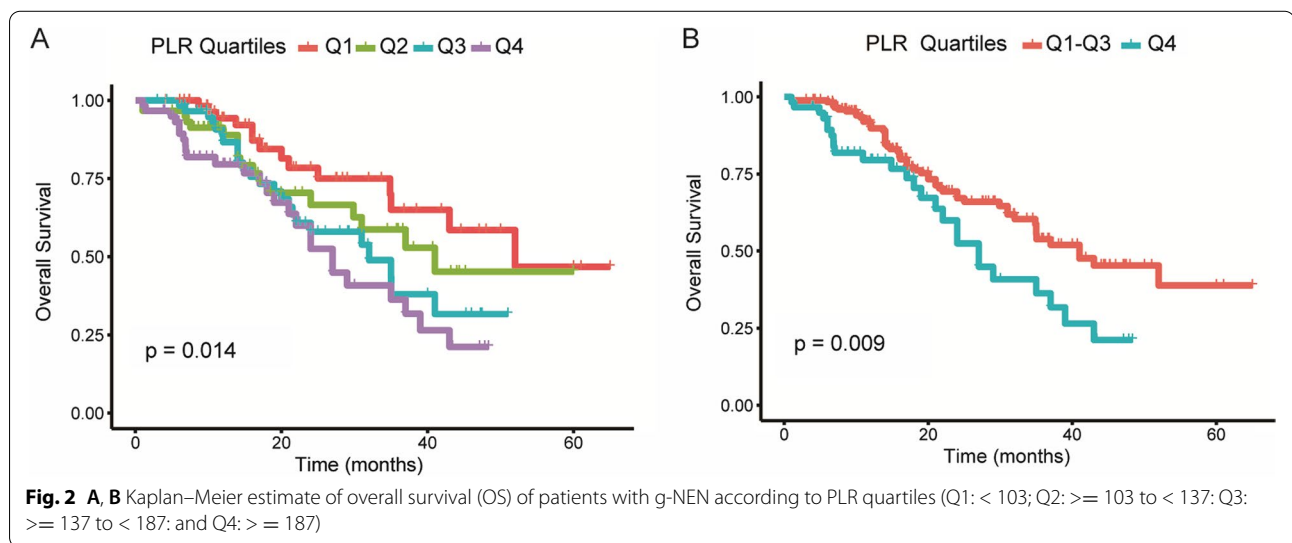 A
PLR Quartiles Q1 Q2 Q3 Q4
Overall Survival
1.00
0.75
0.50
0.25
0.00
p = 0.014
0 20 40 60
Time (months)
B
PLR Quartiles Q1-Q3 Q4
Overall Survival
1.00
0.75
0.50
0.25
0.00
p = 0.009
0 20 40 60
Time (months)
Fig. 2 A, B Kaplan–Meier estimate of overall survival (OS) of patients with g-NEN according to PLR quartiles (Q1: < 103; Q2: >= 103 to < 137: Q3:
>= 137 to < 187: and Q4: > = 187)